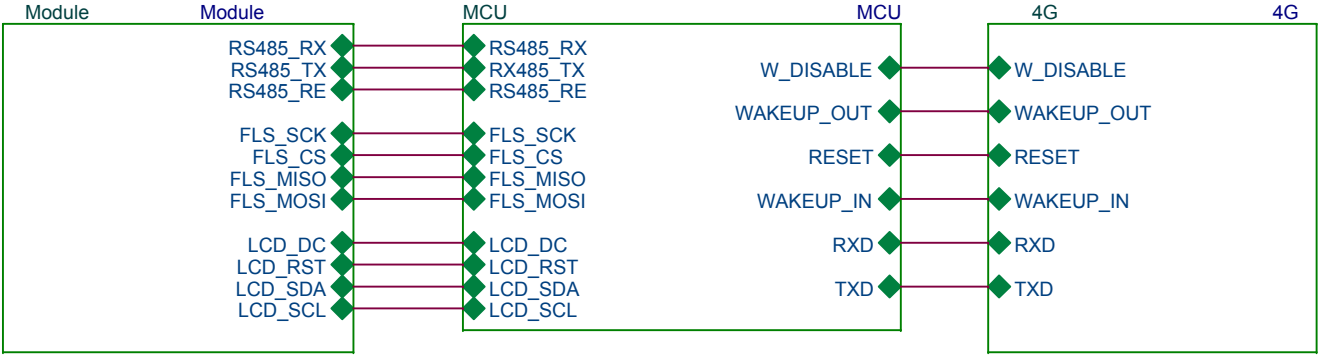 Module Module MCU MCU 4G 4G
RS485_RX RS485_RX
RS485_TX RX485_TX W_DISABLE W_DISABLE
RS485_RE RS485_RE
WAKEUP_OUT WAKEUP_OUT
FLS_SCK FLS_SCK
FLS_CS FLS_CS RESET RESET
FLS_MISO FLS_MISO
FLS_MOSI FLS_MOSI WAKEUP_IN WAKEUP_IN
LCD_DC LCD_DC RXD RXD
LCD_RST LCD_RST
LCD_SDA LCD_SDA TXD TXD
LCD_SCL LCD_SCL